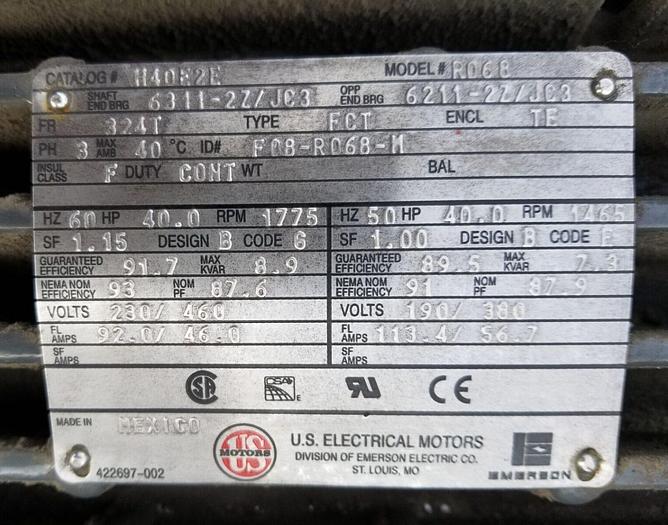 CATALOG # H40E2E MODEL # R068
SHAFT END BRG 6311-2Z/JC3 OPP END BRG 6211-2Z/JC3
FR 324T TYPE FCT ENCL TE
PH 3 MAX AMB 40 °C ID# F08-R068-M
INSUL CLASS F DUTY CONT WT BAL
HZ 60 HP 40.0 RPM 1775 HZ 50 HP 40.0 RPM 1465
SF 1.15 DESIGN B CODE G SF 1.00 DESIGN B CODE
GUARANTEED EFFICIENCY 91.7 MAX KVAR 8.9 GUARANTEED EFFICIENCY 89.5 MAX KVAR 7.3
NEMA NOM EFFICIENCY 93 NOM PF 87.6 NEMA NOM EFFICIENCY 91 NOM PF 87.9
VOLTS 230/ 460 VOLTS 190/ 380
FL AMPS 92.0/ 46.0 FL AMPS 113.4/ 56.7
SF AMPS SF AMPS
MADE IN MEXICO
US MOTORS
U.S. ELECTRICAL MOTORS
DIVISION OF EMERSON ELECTRIC CO.
ST. LOUIS, MO
EMERSON
422697-002